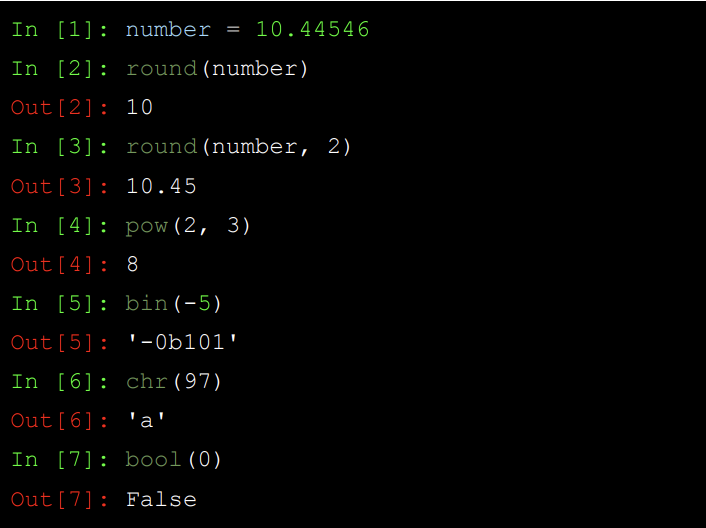 In [1]: number = 10.44546
In [2]: round(number)
Out[2]: 10
In [3]: round(number, 2)
Out[3]: 10.45
In [4]: pow(2, 3)
Out[4]: 8
In [5]: bin(-5)
Out[5]: '-0b101'
In [6]: chr(97)
Out[6]: 'a'
In [7]: bool(0)
Out[7]: False